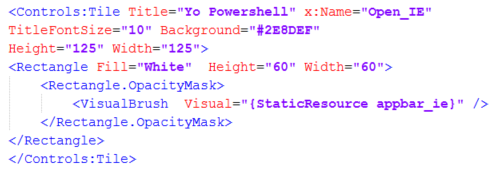 <Controls:Tile Title="Yo Powershell" x:Name="Open_IE"
TitleFontSize="10" Background="#2E8DEF"
Height="125" Width="125">
<Rectangle Fill="White"  Height="60" Width="60">
    <Rectangle.OpacityMask>
        <VisualBrush  Visual="{StaticResource appbar_ie}" />
    </Rectangle.OpacityMask>
</Rectangle>
</Controls:Tile>